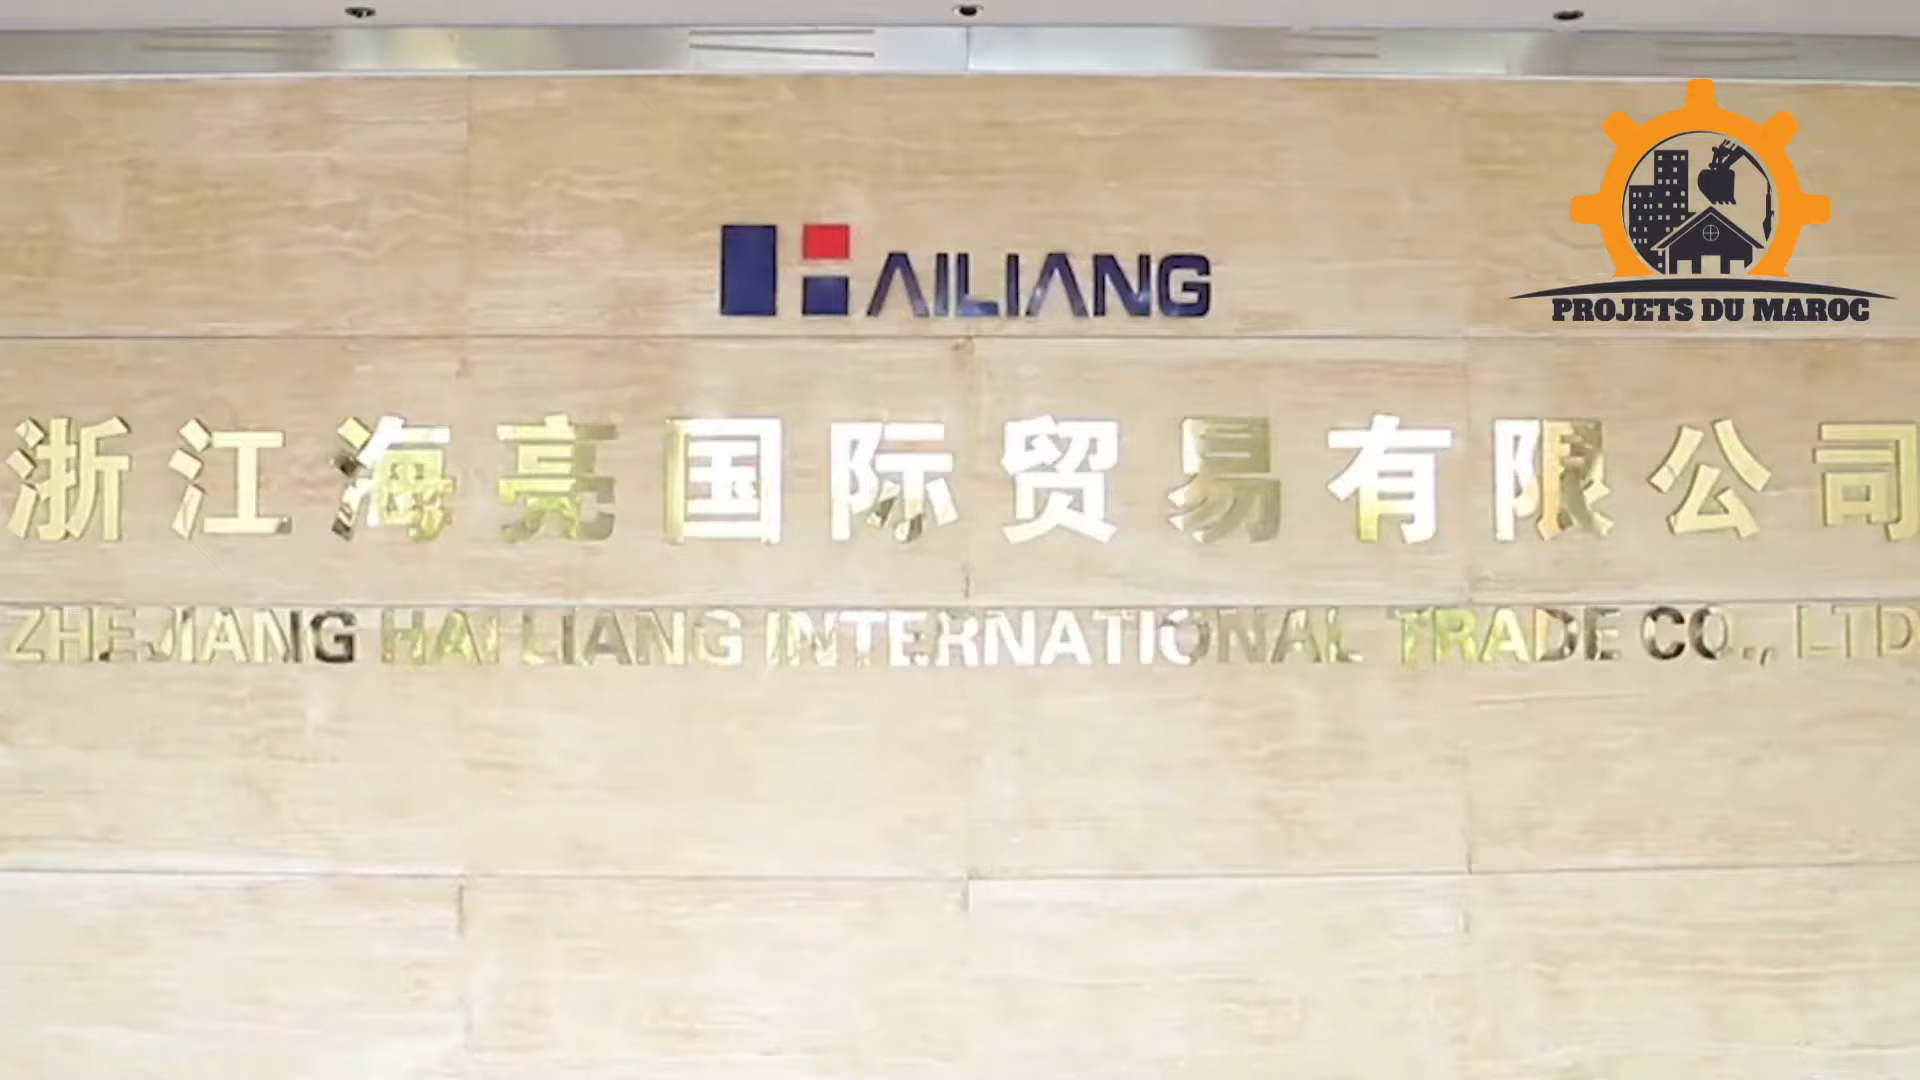 HAILIANG
PROJETS DU MAROC
浙江海亮国际贸易有限公司
ZHEJIANG HAI LIANG INTERNATIONAL TRADE CO., LTD